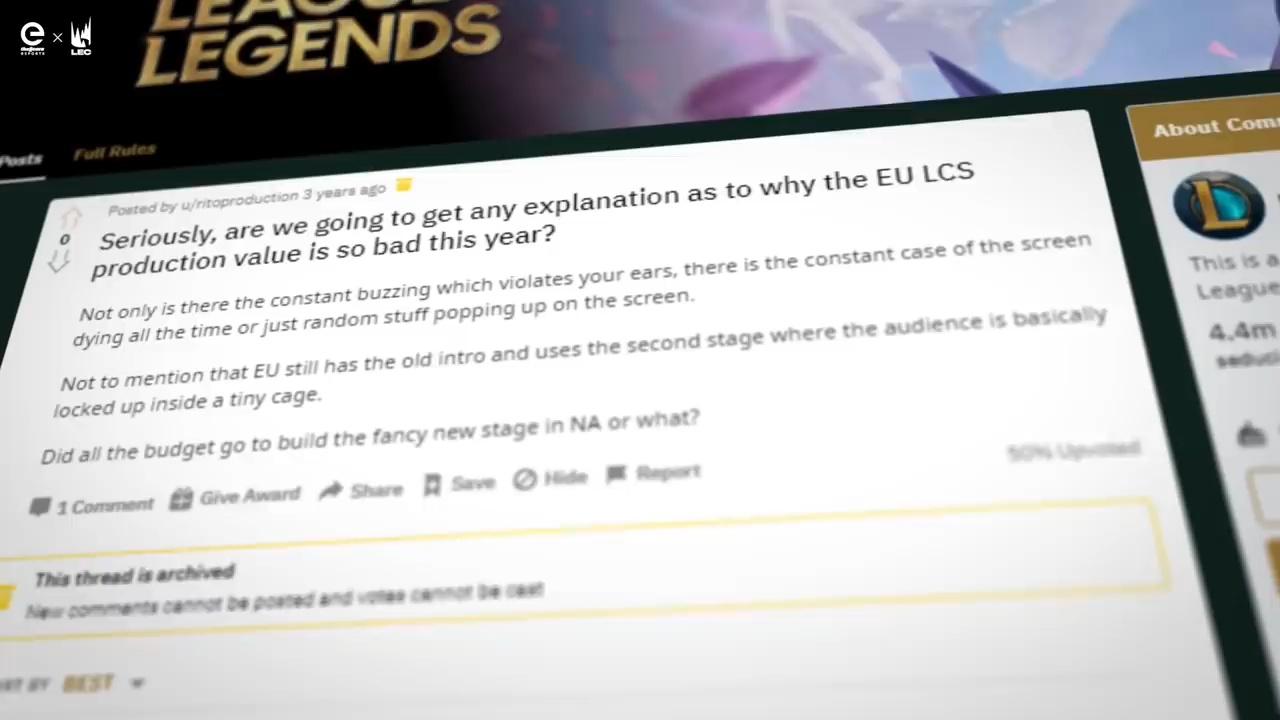 theScore
ESPORTS
×
LEC
LEAGUE
LEGENDS
Posts
Full Rules
About Com
Posted by u/ritoproduction 3 years ago
0
Seriously, are we going to get any explanation as to why the EU LCS
production value is so bad this year?
Not only is there the constant buzzing which violates your ears, there is the constant case of the screen
dying all the time or just random stuff popping up on the screen.
Not to mention that EU still has the old intro and uses the second stage where the audience is basically
locked up inside a tiny cage.
Did all the budget go to build the fancy new stage in NA or what?
50% Upvoted
1 Comment
Give Award
Share
Save
Hide
Report
This thread is archived
New comments cannot be posted and votes cannot be cast
BEST
This is a
League
4.4m